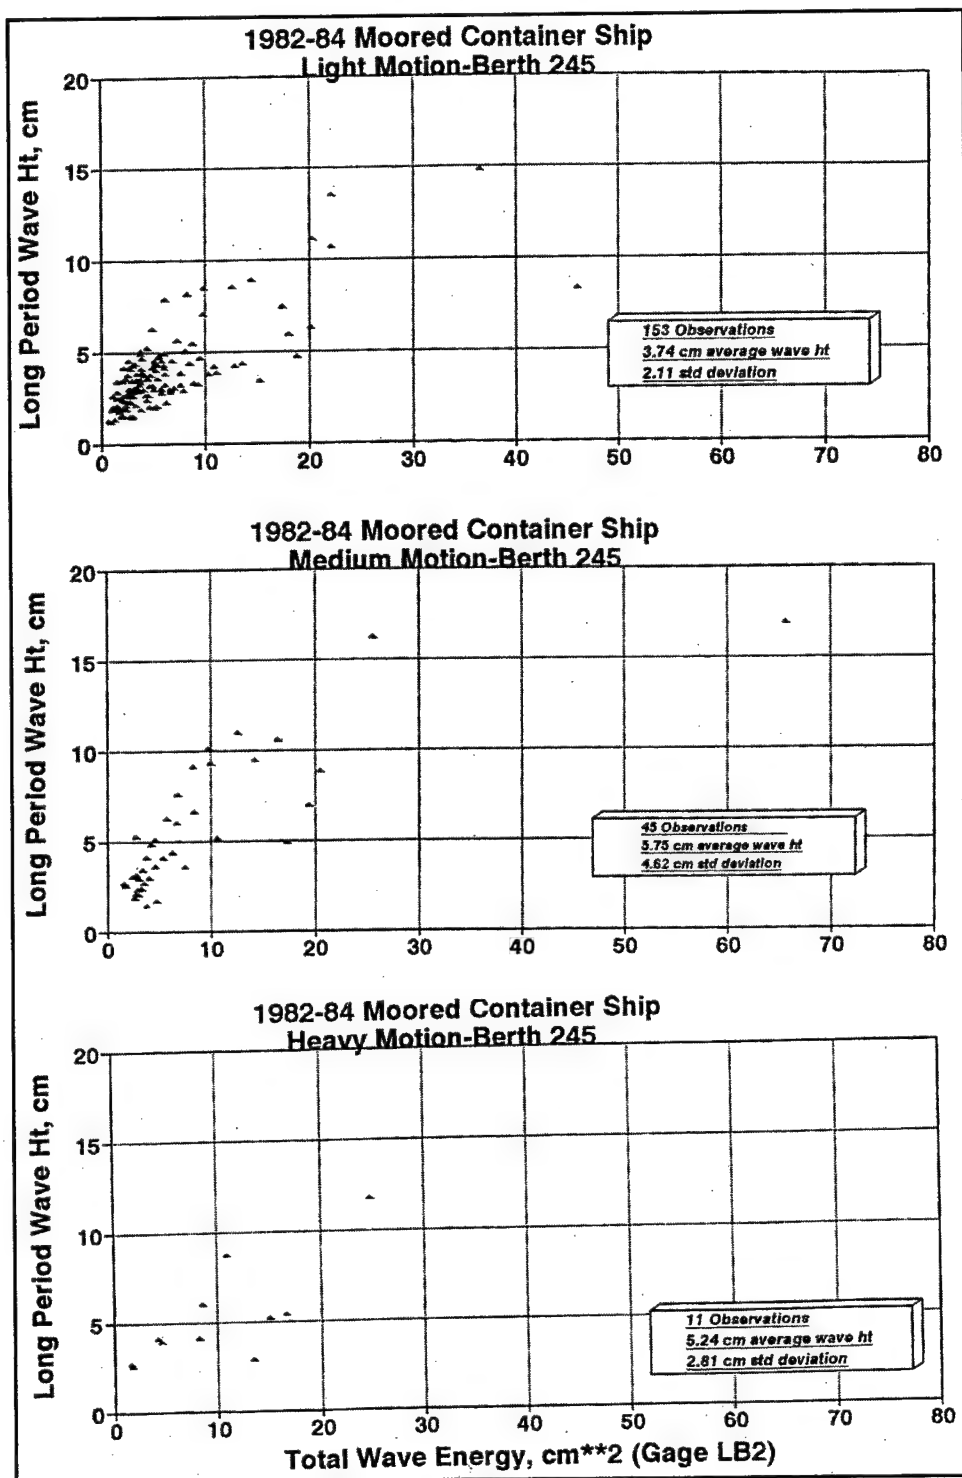 1982-84 Moored Container Ship
Light Motion-Berth 245
Long Period Wave Ht, cm
20
15
10
5
0
0 10 20 30 40 50 60 70 80
153 Observations
3.74 cm average wave ht
2.11 std deviation
1982-84 Moored Container Ship
Medium Motion-Berth 245
Long Period Wave Ht, cm
20
15
10
5
0
0 10 20 30 40 50 60 70 80
45 Observations
5.75 cm average wave ht
4.62 cm std deviation
1982-84 Moored Container Ship
Heavy Motion-Berth 245
Long Period Wave Ht, cm
20
15
10
5
0
0 10 20 30 40 50 60 70 80
11 Observations
5.24 cm average wave ht
2.81 cm std deviation
Total Wave Energy, cm**2 (Gage LB2)